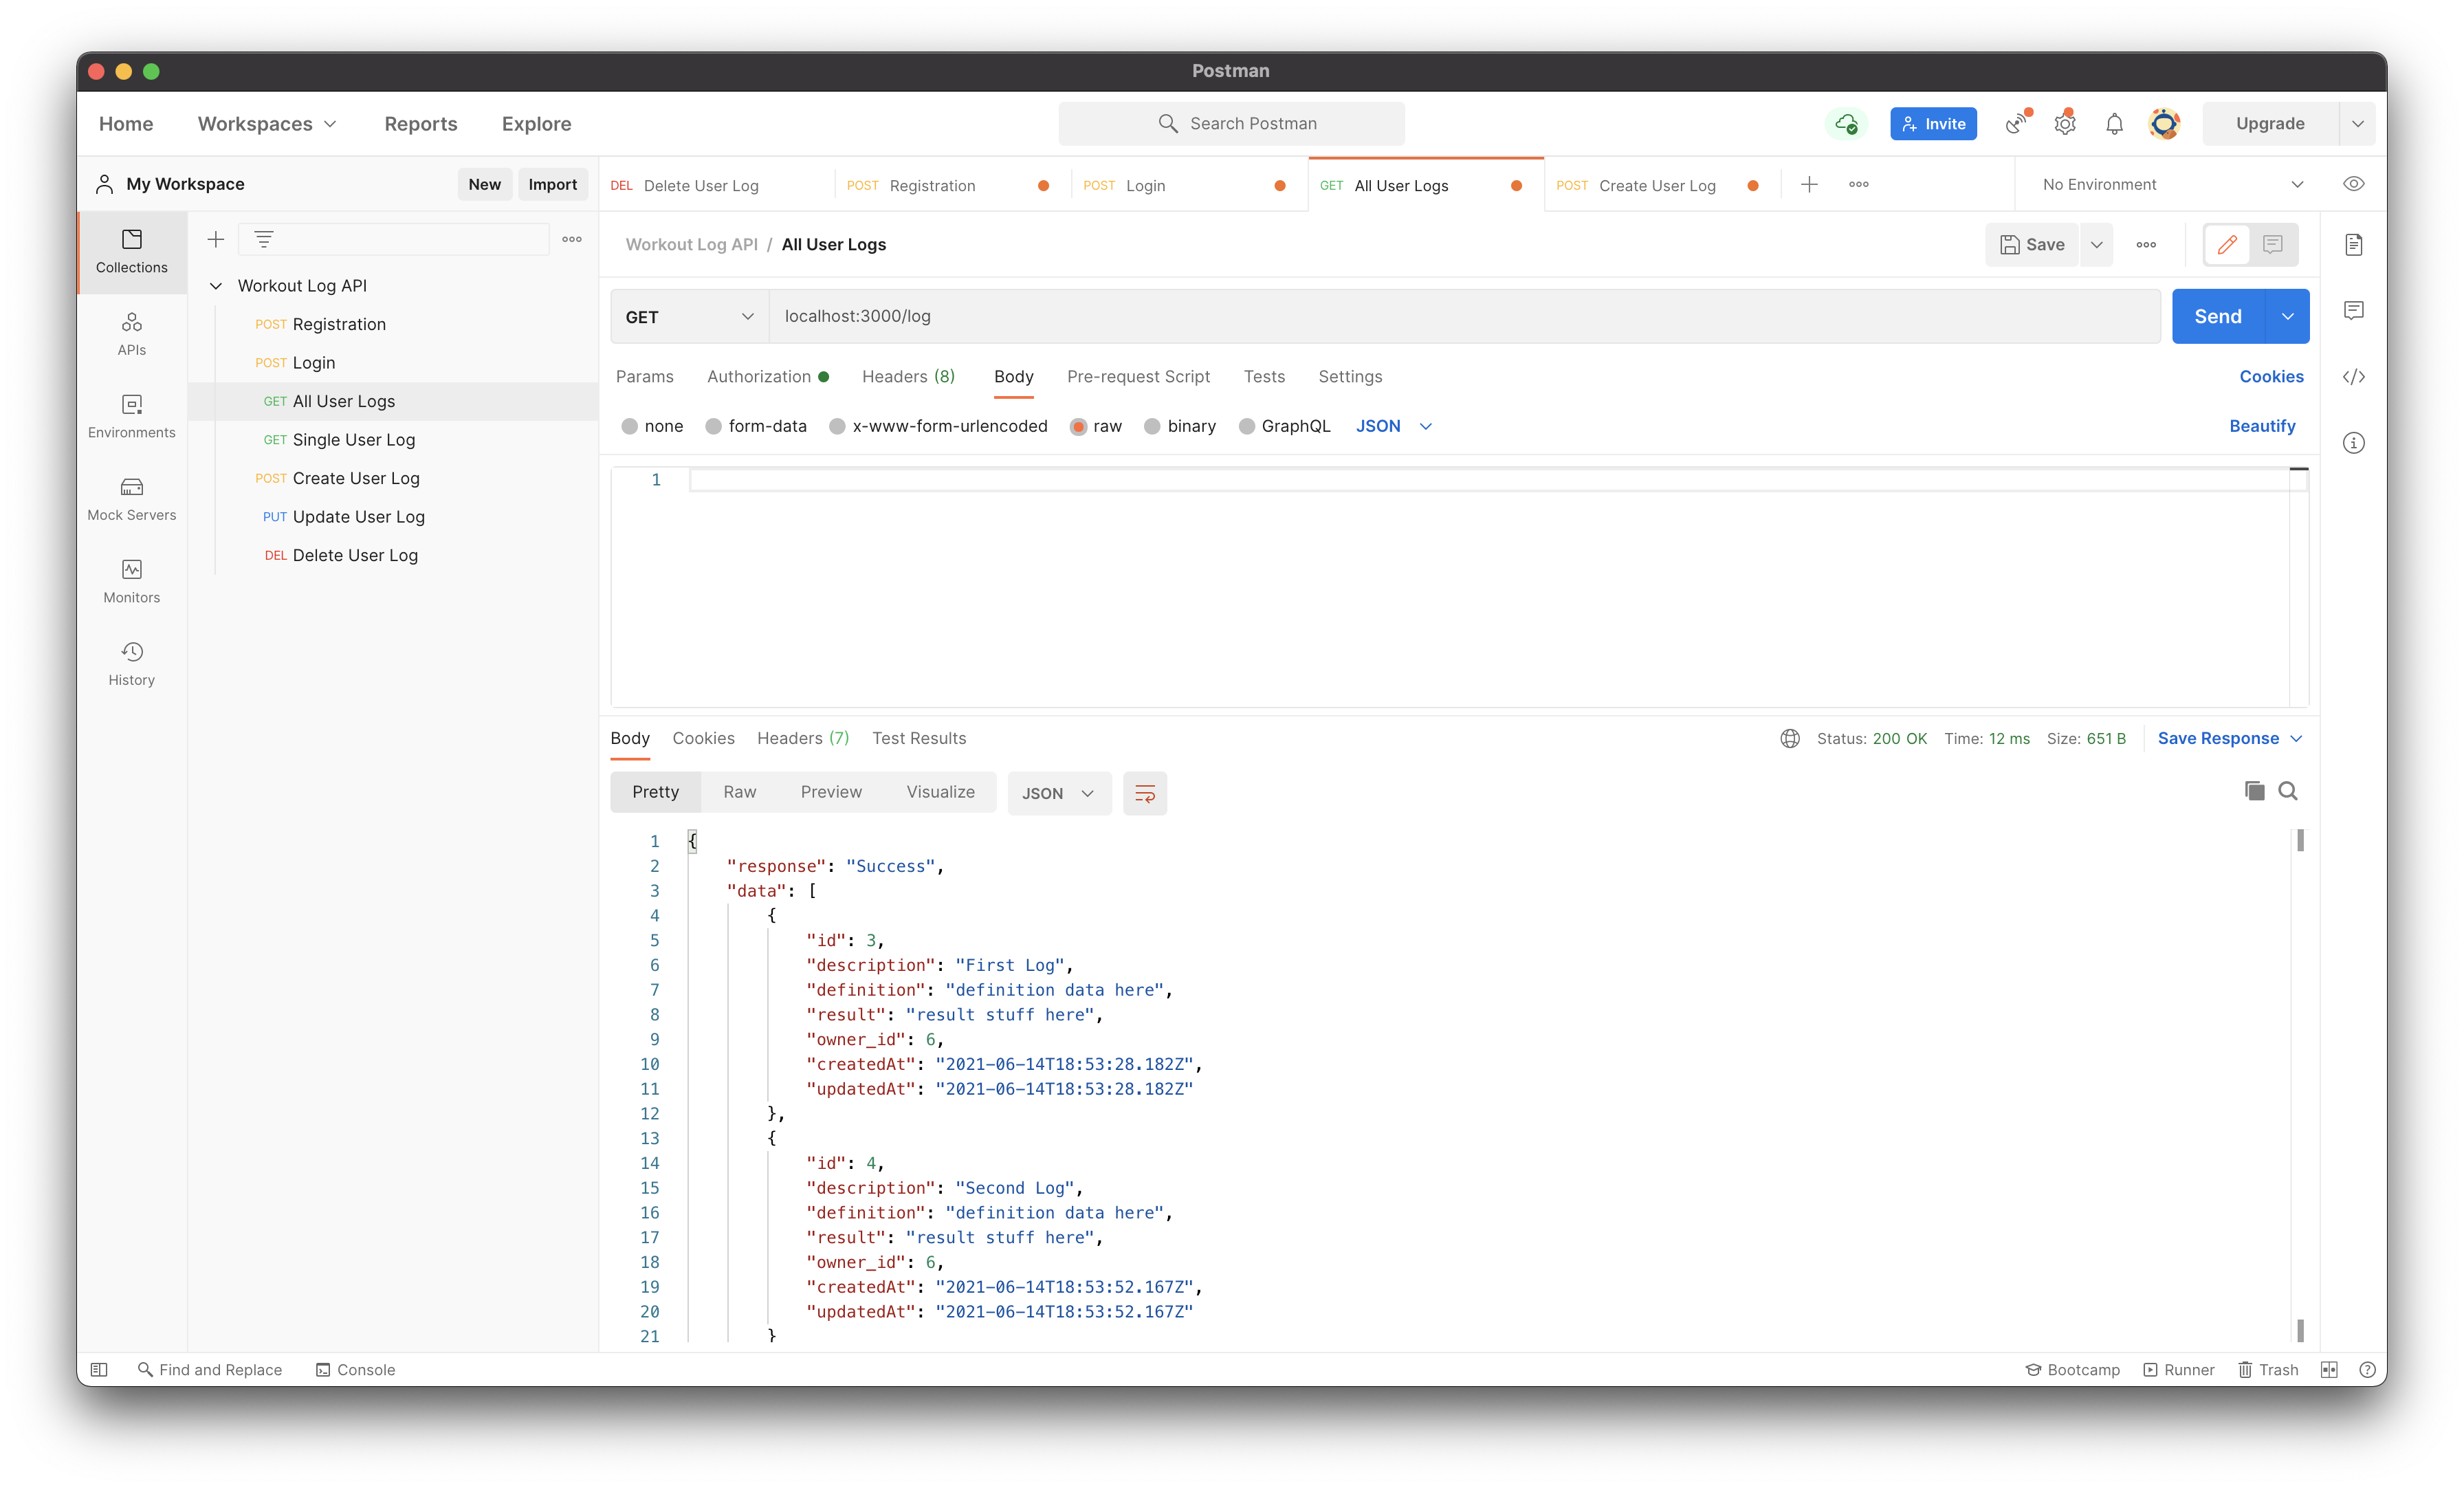 Postman
Home Workspaces Reports Explore Search Postman Invite Upgrade
My Workspace New Import DEL Delete User Log POST Registration POST Login GET All User Logs POST Create User Log No Environment
Collections
APIs
Environments
Mock Servers
Monitors
History
Workout Log API
POST Registration
POST Login
GET All User Logs
GET Single User Log
POST Create User Log
PUT Update User Log
DEL Delete User Log
Workout Log API / All User Logs Save
GET localhost:3000/log Send
Params Authorization Headers (8) Body Pre-request Script Tests Settings Cookies
none form-data x-www-form-urlencoded raw binary GraphQL JSON Beautify
1
Body Cookies Headers (7) Test Results Status: 200 OK Time: 12 ms Size: 651 B Save Response
Pretty Raw Preview Visualize JSON
1 {
2 "response": "Success",
3 "data": [
4 {
5 "id": 3,
6 "description": "First Log",
7 "definition": "definition data here",
8 "result": "result stuff here",
9 "owner_id": 6,
10 "createdAt": "2021-06-14T18:53:28.182Z",
11 "updatedAt": "2021-06-14T18:53:28.182Z"
12 },
13 {
14 "id": 4,
15 "description": "Second Log",
16 "definition": "definition data here",
17 "result": "result stuff here",
18 "owner_id": 6,
19 "createdAt": "2021-06-14T18:53:52.167Z",
20 "updatedAt": "2021-06-14T18:53:52.167Z"
21 }
Find and Replace Console Bootcamp Runner Trash